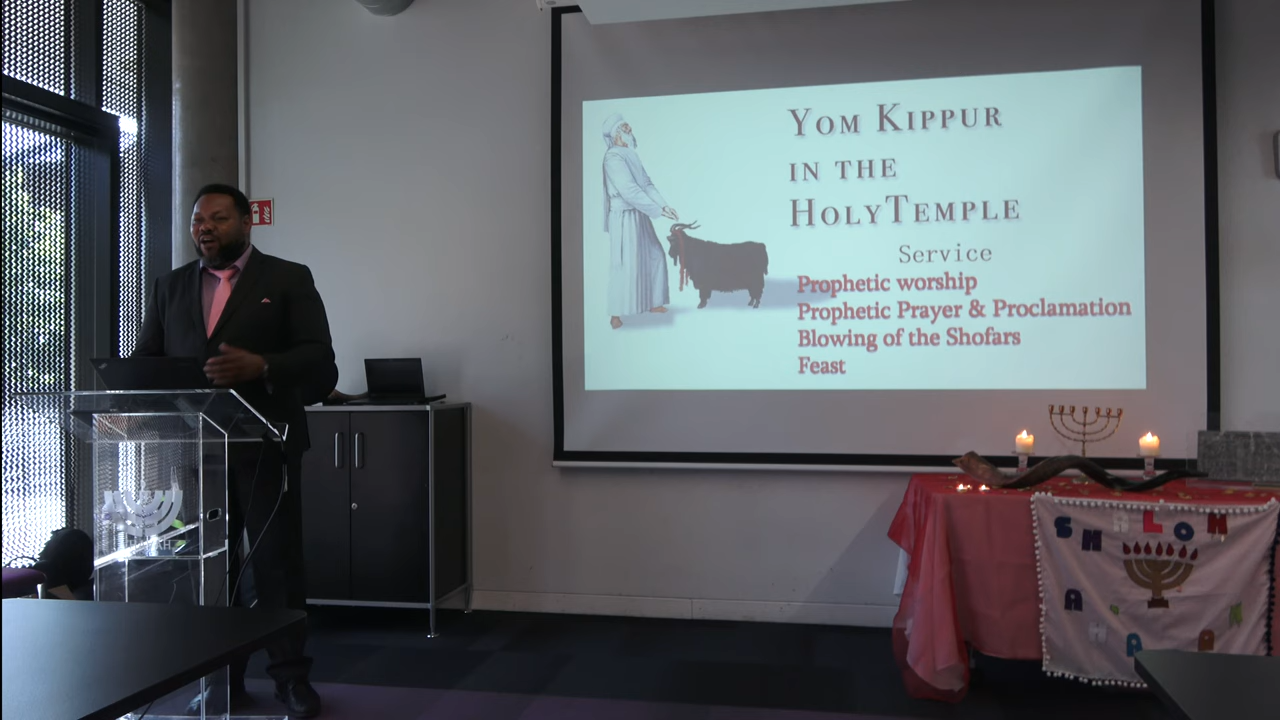 Yom Kippur
in the
HolyTemple
Service
Prophetic worship
Prophetic Prayer & Proclamation
Blowing of the Shofars
Feast
SHALOM